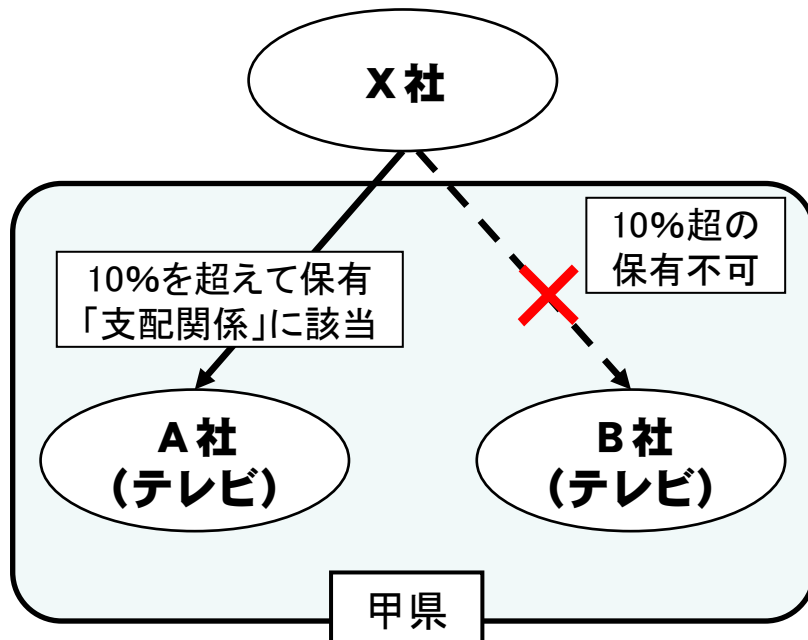 X社
10%超の
保有不可
10%を超えて保有
「支配関係」に該当
A社
(テレビ)
B社
(テレビ)
甲県